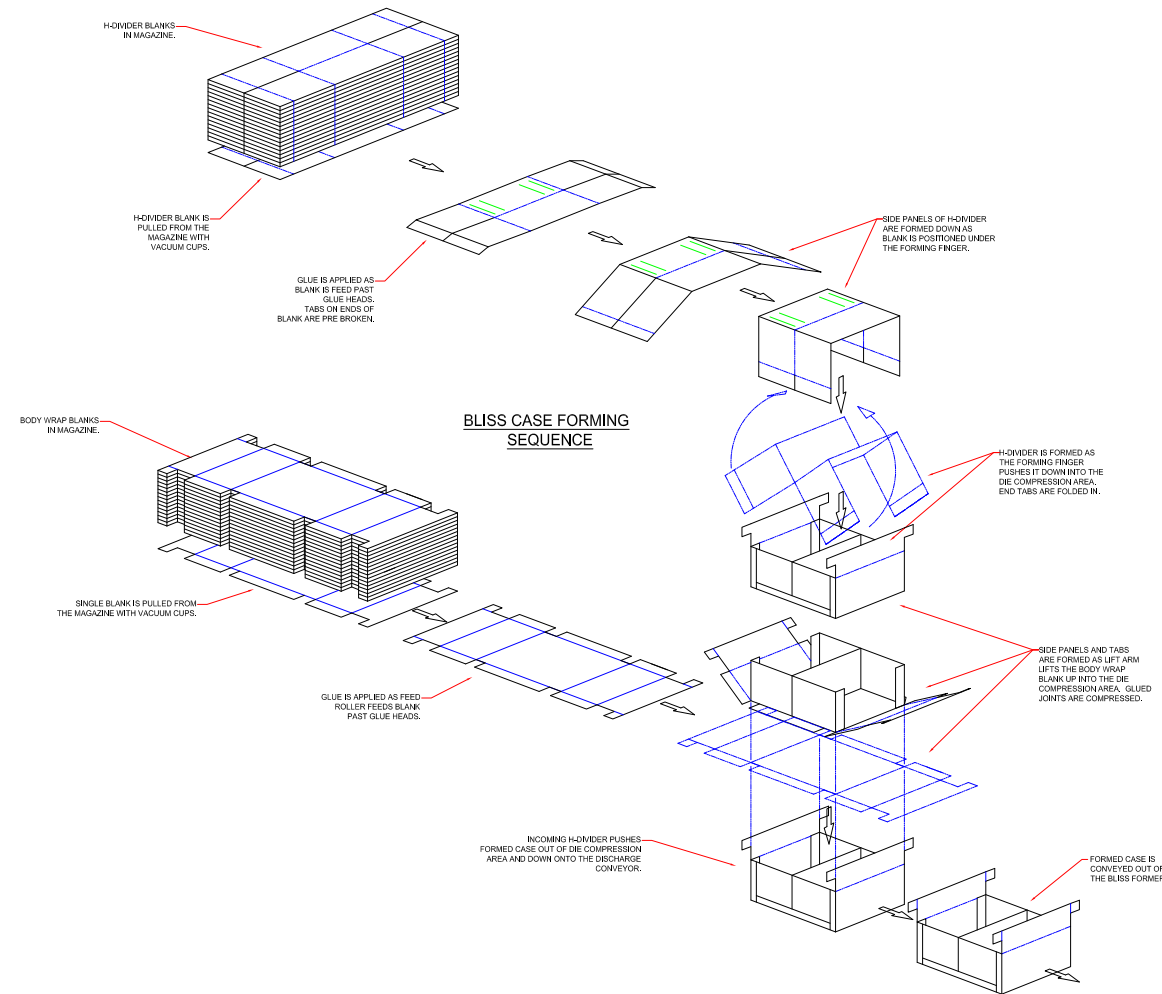 H-DIVIDER BLANKS
IN MAGAZINE.
H-DIVIDER BLANK IS
PULLED FROM THE
MAGAZINE WITH
VACUUM CUPS.
GLUE IS APPLIED AS
BLANK IS FEED PAST
GLUE HEADS.
TABS ON ENDS OF
BLANK ARE PRE BROKEN.
SIDE PANELS OF H-DIVIDER
ARE FORMED DOWN AS
BLANK IS POSITIONED UNDER
THE FORMING FINGER.
BLISS CASE FORMING
SEQUENCE
BODY WRAP BLANKS
IN MAGAZINE.
H-DIVIDER IS FORMED AS
THE FORMING FINGER
PUSHES IT DOWN INTO THE
DIE COMPRESSION AREA.
END TABS ARE FOLDED IN.
SINGLE BLANK IS PULLED FROM
THE MAGAZINE WITH VACUUM CUPS.
SIDE PANELS AND TABS
ARE FORMED AS LIFT ARM
LIFTS THE BODY WRAP
BLANK UP INTO THE DIE
COMPRESSION AREA. GLUED
JOINTS ARE COMPRESSED.
GLUE IS APPLIED AS FEED
ROLLER FEEDS BLANK
PAST GLUE HEADS.
INCOMING H-DIVIDER PUSHES
FORMED CASE OUT OF DIE COMPRESSION
AREA AND DOWN ONTO THE DISCHARGE
CONVEYOR.
FORMED CASE IS
CONVEYED OUT OF
THE BLISS FORMER